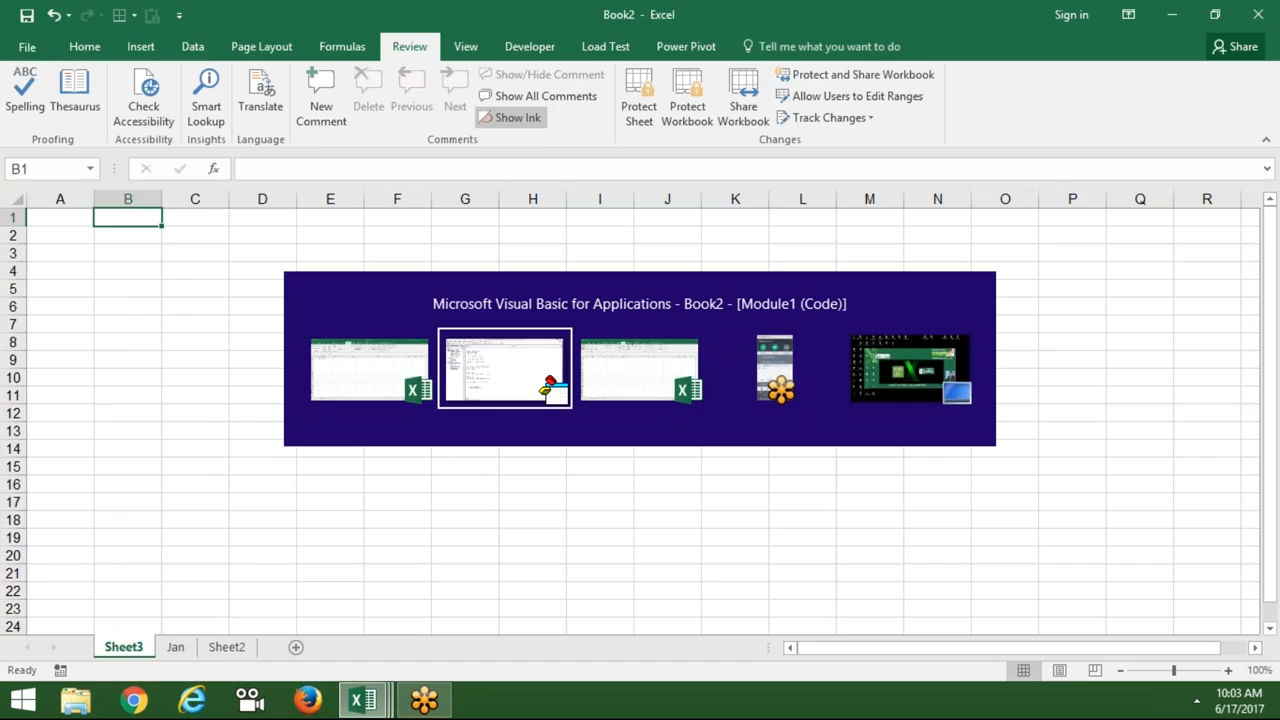 Book2 - Excel
Sign in
File
Home
Insert
Data
Page Layout
Formulas
Review
View
Developer
Load Test
Power Pivot
Tell me what you want to do
Share
ABC
Spelling
Thesaurus
Check Accessibility
Smart Lookup
Translate
New Comment
Delete
Previous
Next
Show/Hide Comment
Show All Comments
Show Ink
Protect Sheet
Protect Workbook
Share Workbook
Protect and Share Workbook
Allow Users to Edit Ranges
Track Changes
Proofing
Accessibility
Insights
Language
Comments
Changes
B1
fx
A B C D E F G H I J K L M N O P Q R
1
2
3
4
5
6
7
8
9
10
11
12
13
14
15
16
17
18
19
20
21
22
23
24
Microsoft Visual Basic for Applications - Book2 - [Module1 (Code)]
Sheet3
Jan
Sheet2
Ready
100%
10:03 AM
6/17/2017